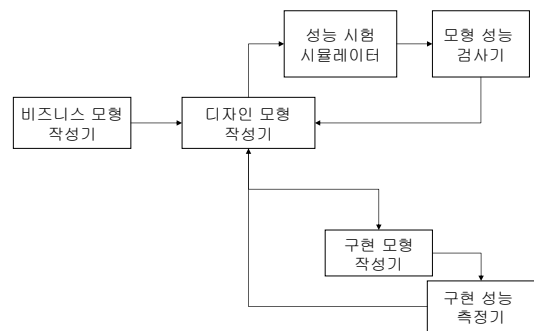 성능 시험
시뮬레이터
모형 성능
검사기
비즈니스 모형
작성기
디자인 모형
작성기
구현 모형
작성기
구현 성능
측정기